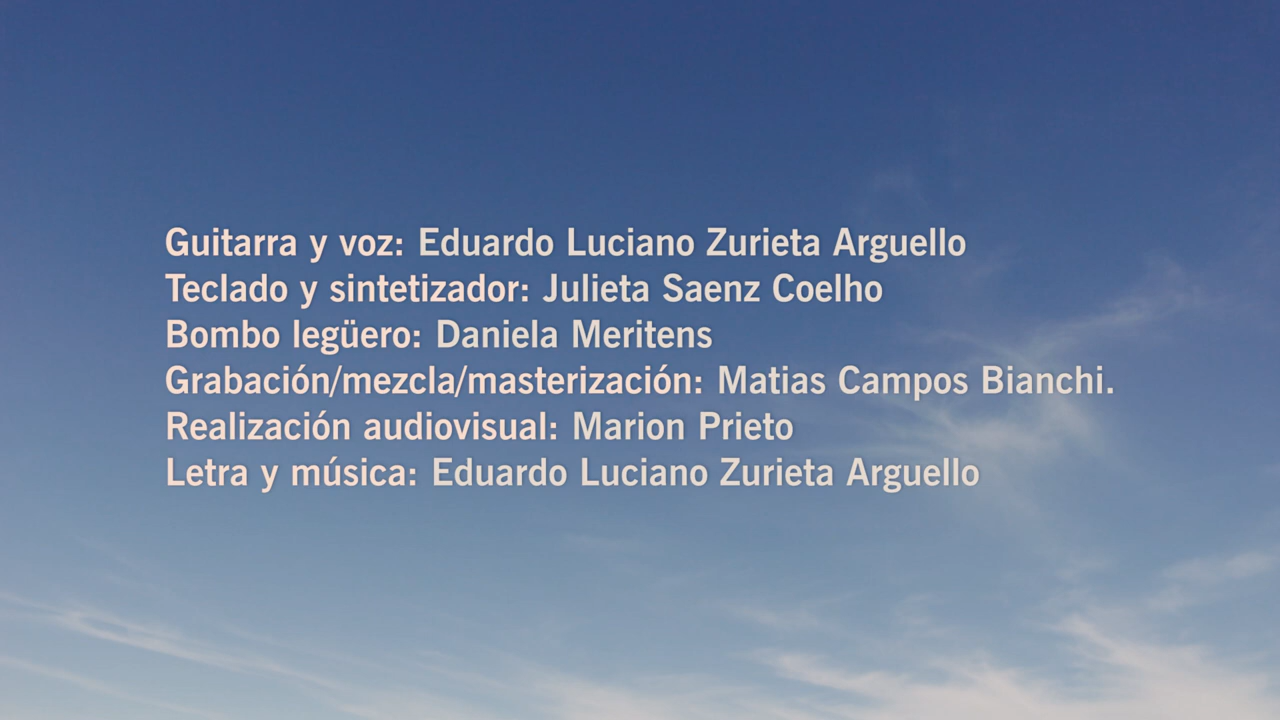 Guitarra y voz: Eduardo Luciano Zurieta Arguello
Teclado y sintetizador: Julieta Saenz Coelho
Bombo legüero: Daniela Meritens
Grabación/mezcla/masterización: Matias Campos Bianchi.
Realización audiovisual: Marion Prieto
Letra y música: Eduardo Luciano Zurieta Arguello